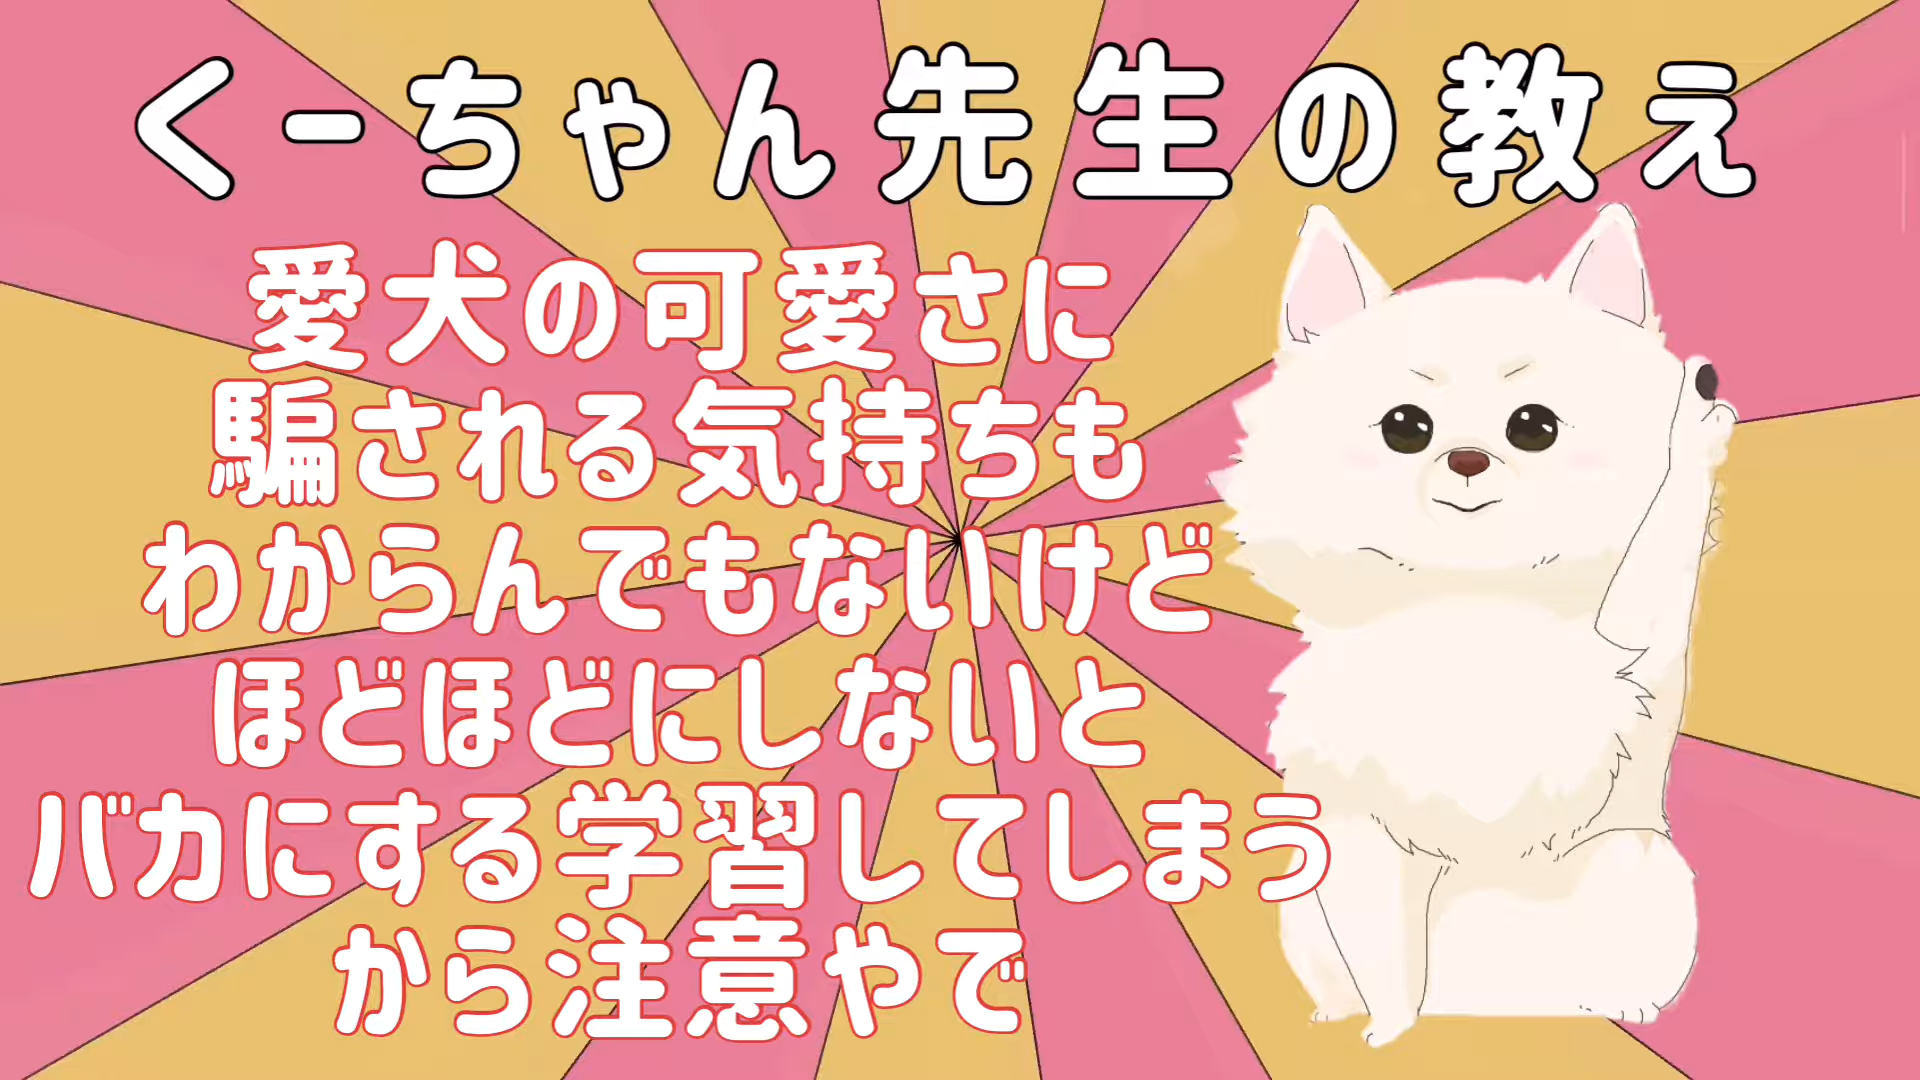 くーちゃん先生の教え
愛犬の可愛さに
騙される気持ちも
わからんでもないけど
ほどほどにしないと
バカにする学習してしまう
から注意やで